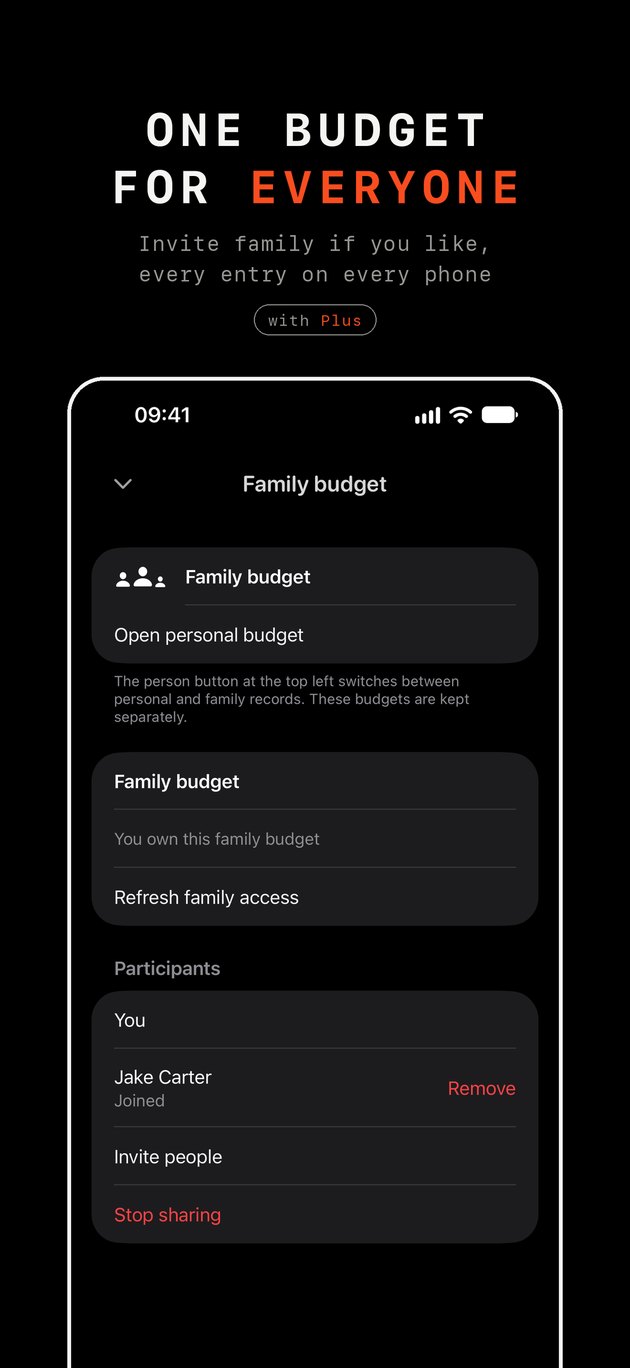 ONE BUDGET
FOR EVERYONE
Invite family if you like,
every entry on every phone
with Plus
09:41
Family budget
Family budget
Open personal budget
The person button at the top left switches between
personal and family records. These budgets are kept
separately.
Family budget
You own this family budget
Refresh family access
Participants
You
Jake Carter
Joined
Remove
Invite people
Stop sharing